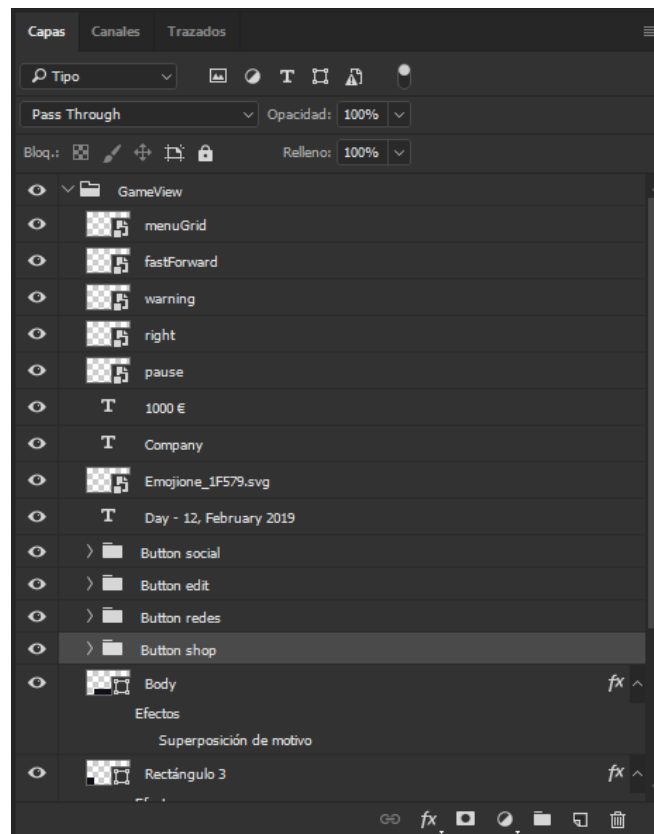 Capas Canales Trazados
Tipo
Pass Through Opacidad: 100%
Bloq.: Relleno: 100%
GameView
menuGrid
fastForward
warning
right
pause
T 1000 €
T Company
Emojione_1F579.svg
T Day - 12, February 2019
Button social
Button edit
Button redes
Button shop
Body fx
Efectos
Superposición de motivo
Rectángulo 3 fx
fx